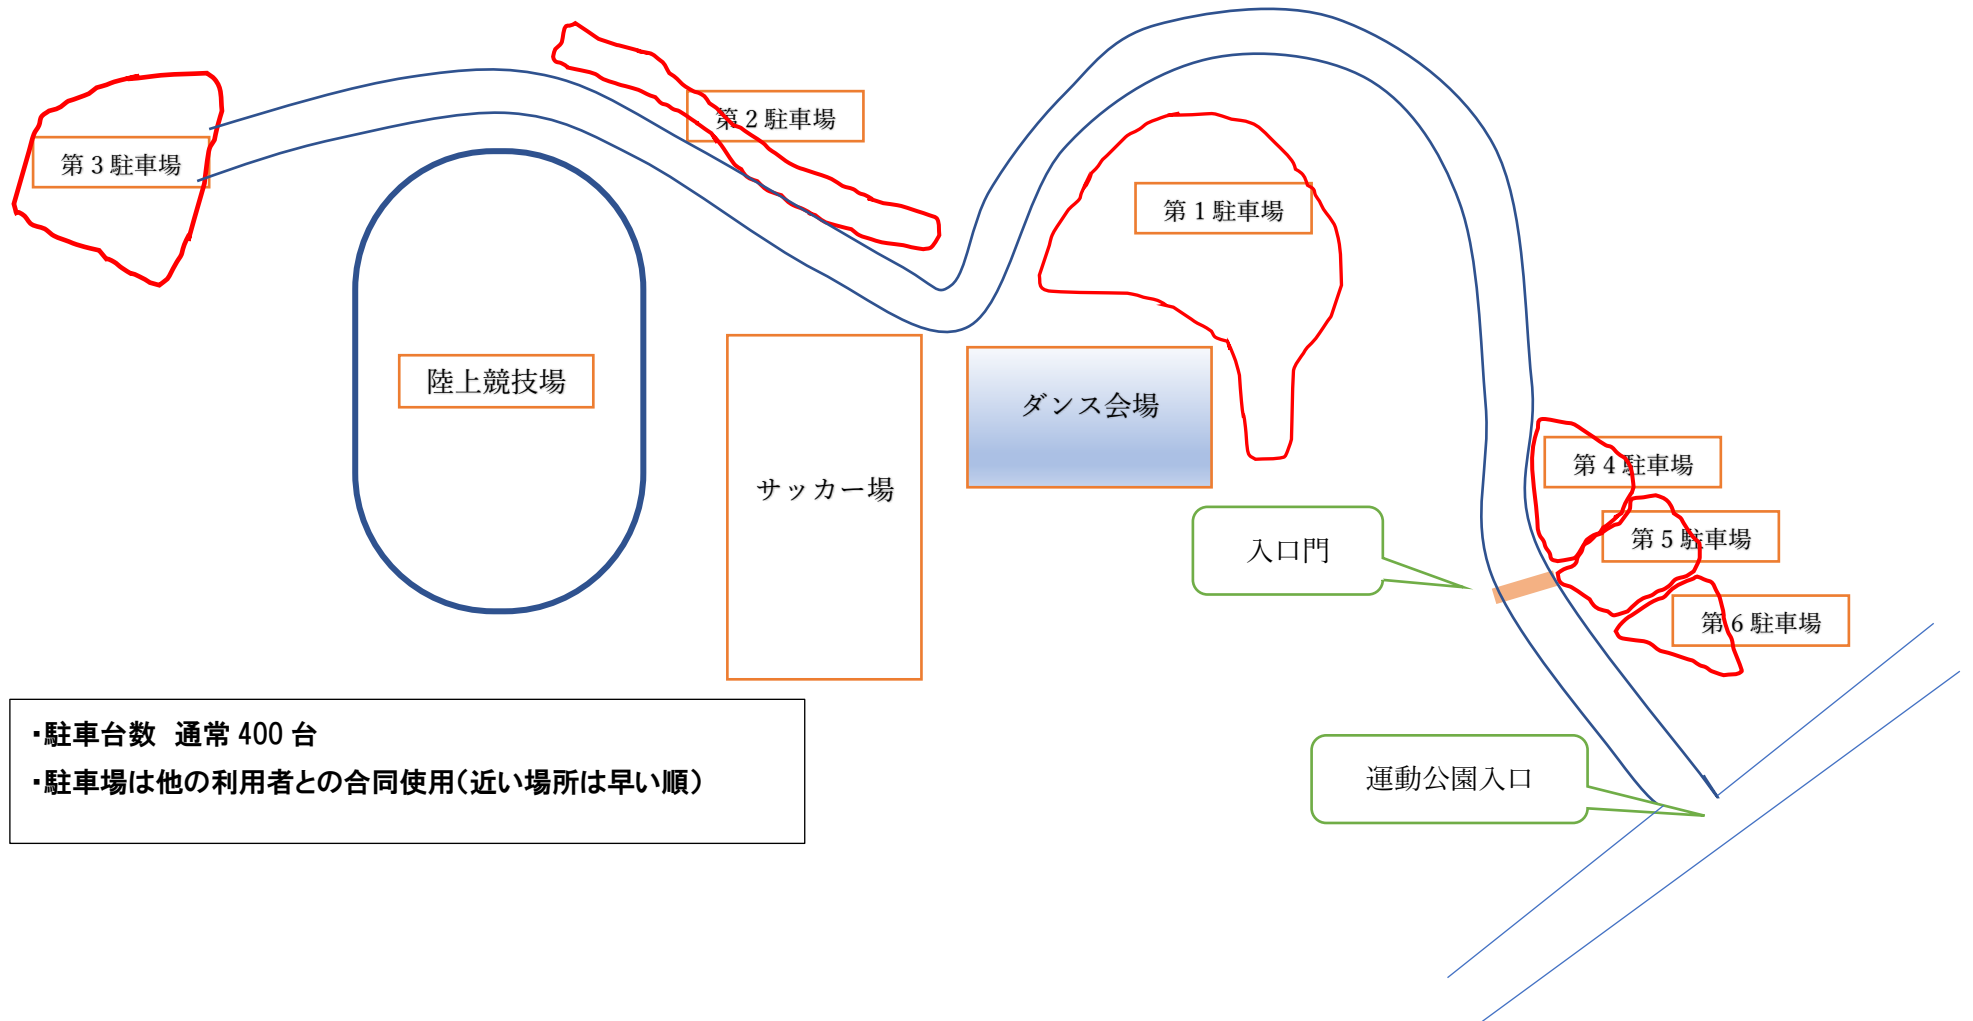 第2駐車場
第3駐車場
第1駐車場
陸上競技場
ダンス会場
サッカー場
第4駐車場
第5駐車場
入口門
第6駐車場
・駐車台数 通常400台
・駐車場は他の利用者との合同使用(近い場所は早い順)
運動公園入口